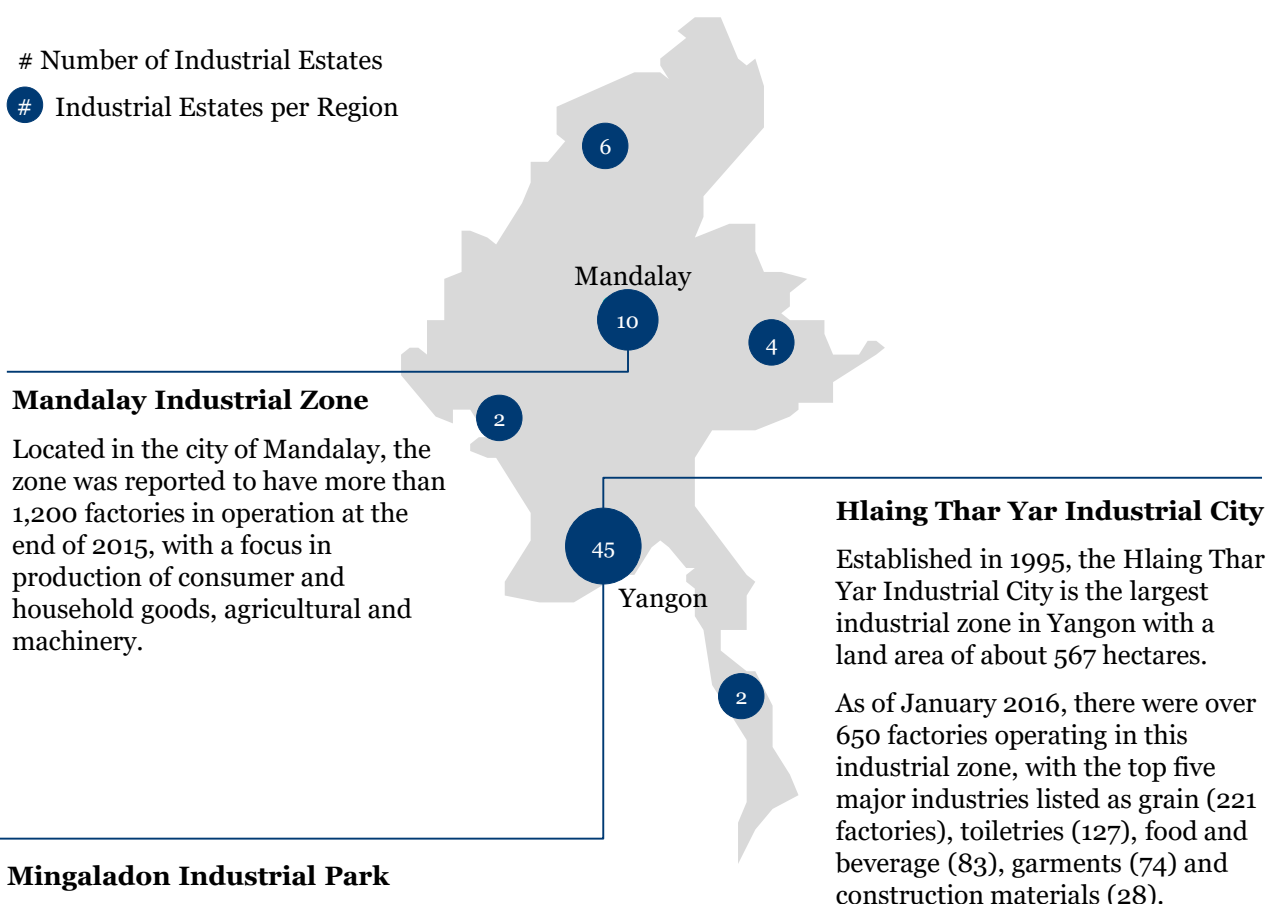 # Number of Industrial Estates
# Industrial Estates per Region
6
Mandalay
10
4
2
45
Yangon
2
Mandalay Industrial Zone
Located in the city of Mandalay, the
zone was reported to have more than
1,200 factories in operation at the
end of 2015, with a focus in
production of consumer and
household goods, agricultural and
machinery.
Hlaing Thar Yar Industrial City
Established in 1995, the Hlaing Thar
Yar Industrial City is the largest
industrial zone in Yangon with a
land area of about 567 hectares.
As of January 2016, there were over
650 factories operating in this
industrial zone, with the top five
major industries listed as grain (221
factories), toiletries (127), food and
beverage (83), garments (74) and
construction materials (28).
Mingaladon Industrial Park